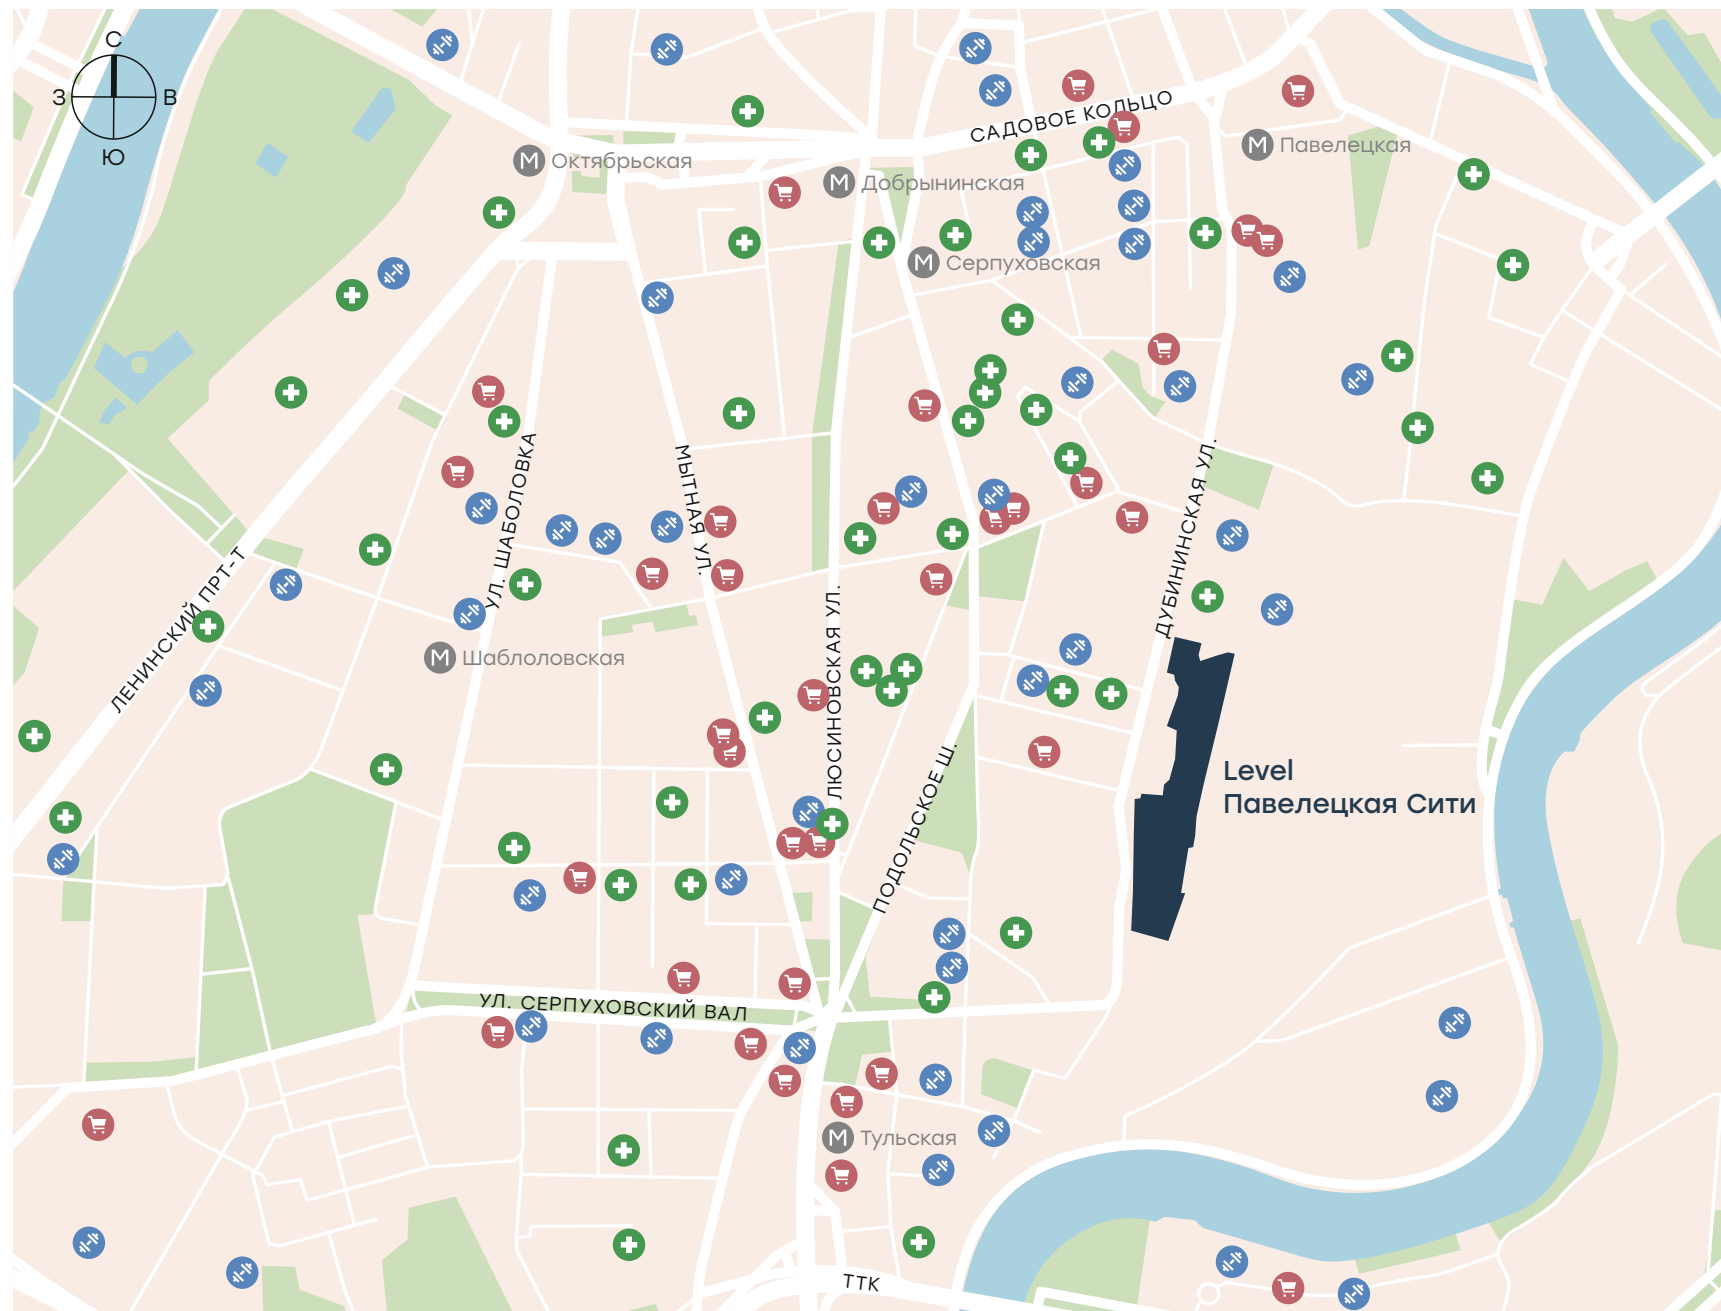 С
З
В
Ю
САДОВОЕ КОЛЬЦО
М Октябрьская
М Добрынинская
М Павелецкая
М Серпуховская
УЛ. ШАБОЛОВКА
МЫТНАЯ УЛ.
ДУБИНИНСКАЯ УЛ.
ЛЕНИНСКИЙ ПРТ-Т
ЛЮСИНОВСКАЯ УЛ.
М Шаблоловская
ПОДОЛЬСКОЕ Ш.
Level
Павелецкая Сити
УЛ. СЕРПУХОВСКИЙ ВАЛ
М Тульская
ТТК